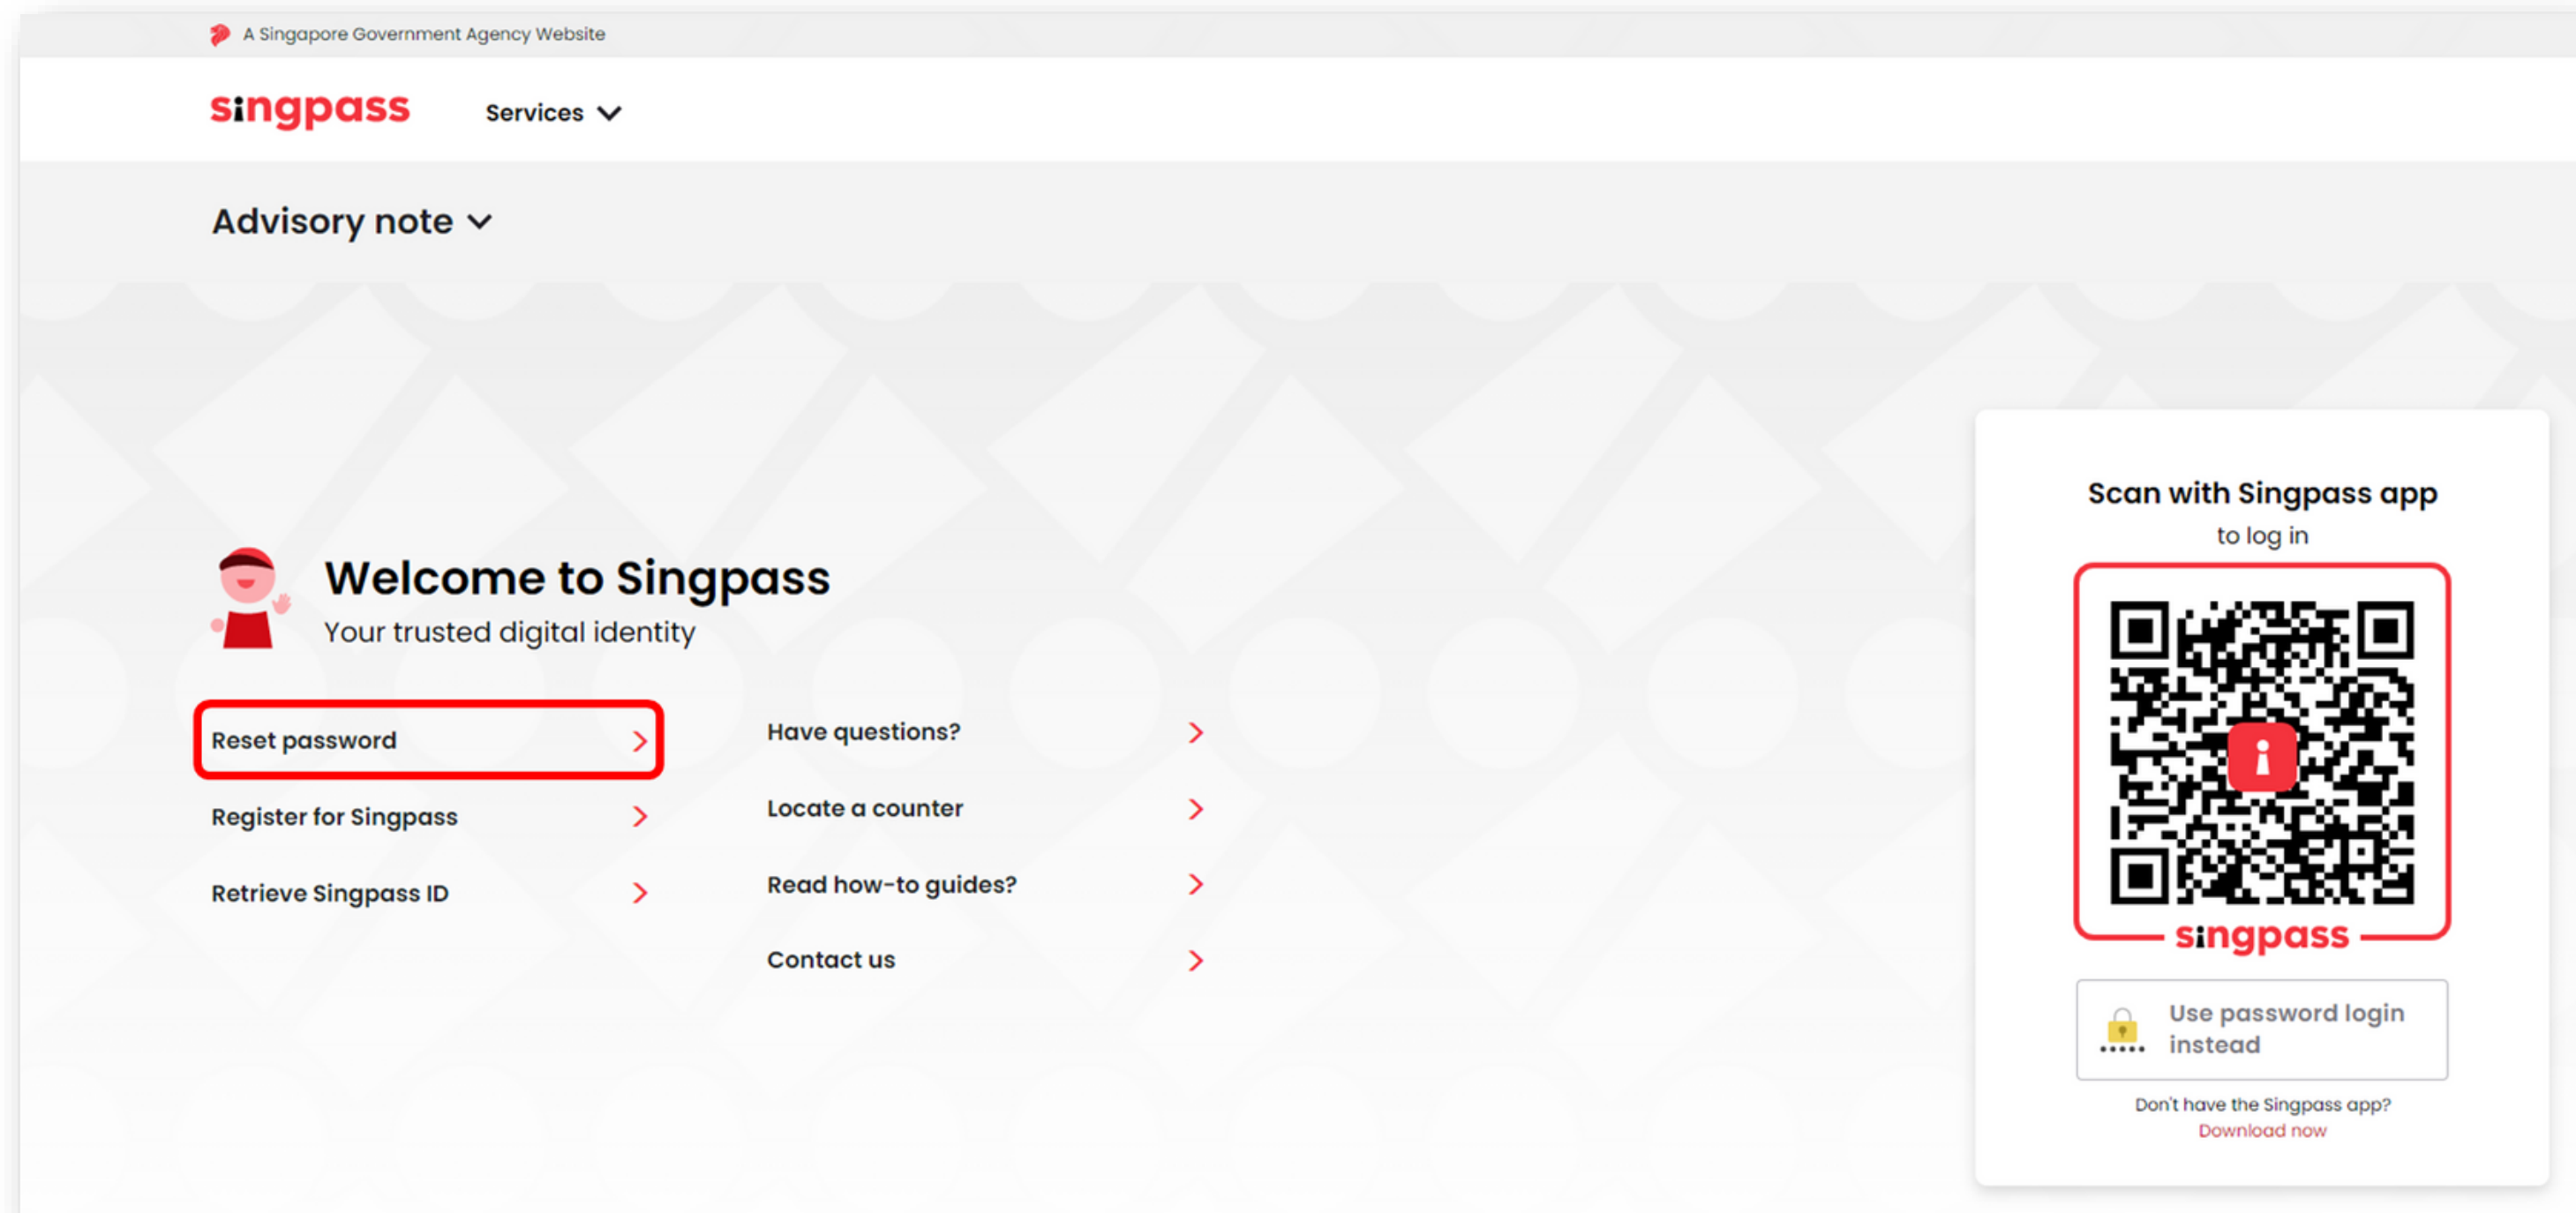 A Singapore Government Agency Website
singpass
Services
Advisory note
Welcome to Singpass
Your trusted digital identity
Reset password
Register for Singpass
Retrieve Singpass ID
Have questions?
Locate a counter
Read how-to guides?
Contact us
Scan with Singpass app
to log in
singpass
Use password login
instead
Don't have the Singpass app?
Download now